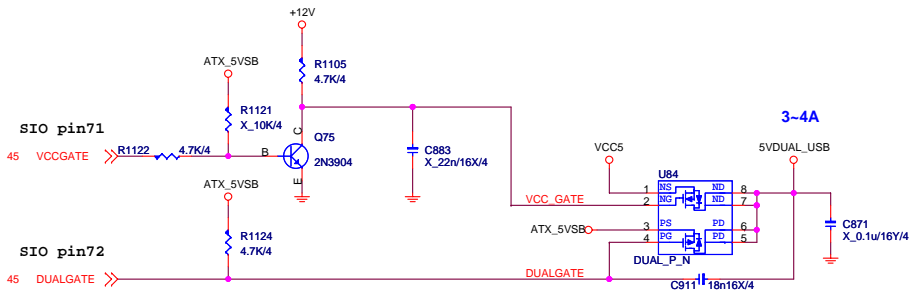 +12V
ATX_5VSB
R1105
4.7K/4
R1121
X_10K/4
SIO pin71
R1122
4.7K/4
45 VCCGATE
B
C
E
Q75
2N3904
C883
X_22n/16X/4
3~4A
VCC5
5VDUAL_USB
U84
1 NS ND 8
2 NG ND 7
VCC_GATE
ATX_5VSB
3 PS PD 6
4 PG PD 5
DUAL_P_N
C871
X_0.1u/16Y/4
ATX_5VSB
R1124
4.7K/4
SIO pin72
45 DUALGATE
DUALGATE
C911 18n16X/4